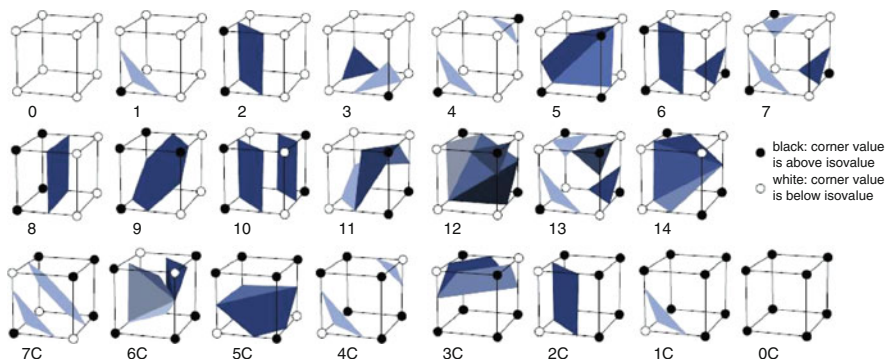 0 1 2 3 4 5 6 7
black: corner value
is above isovalue
white: corner value
is below isovalue
8 9 10 11 12 13 14
7C 6C 5C 4C 3C 2C 1C 0C